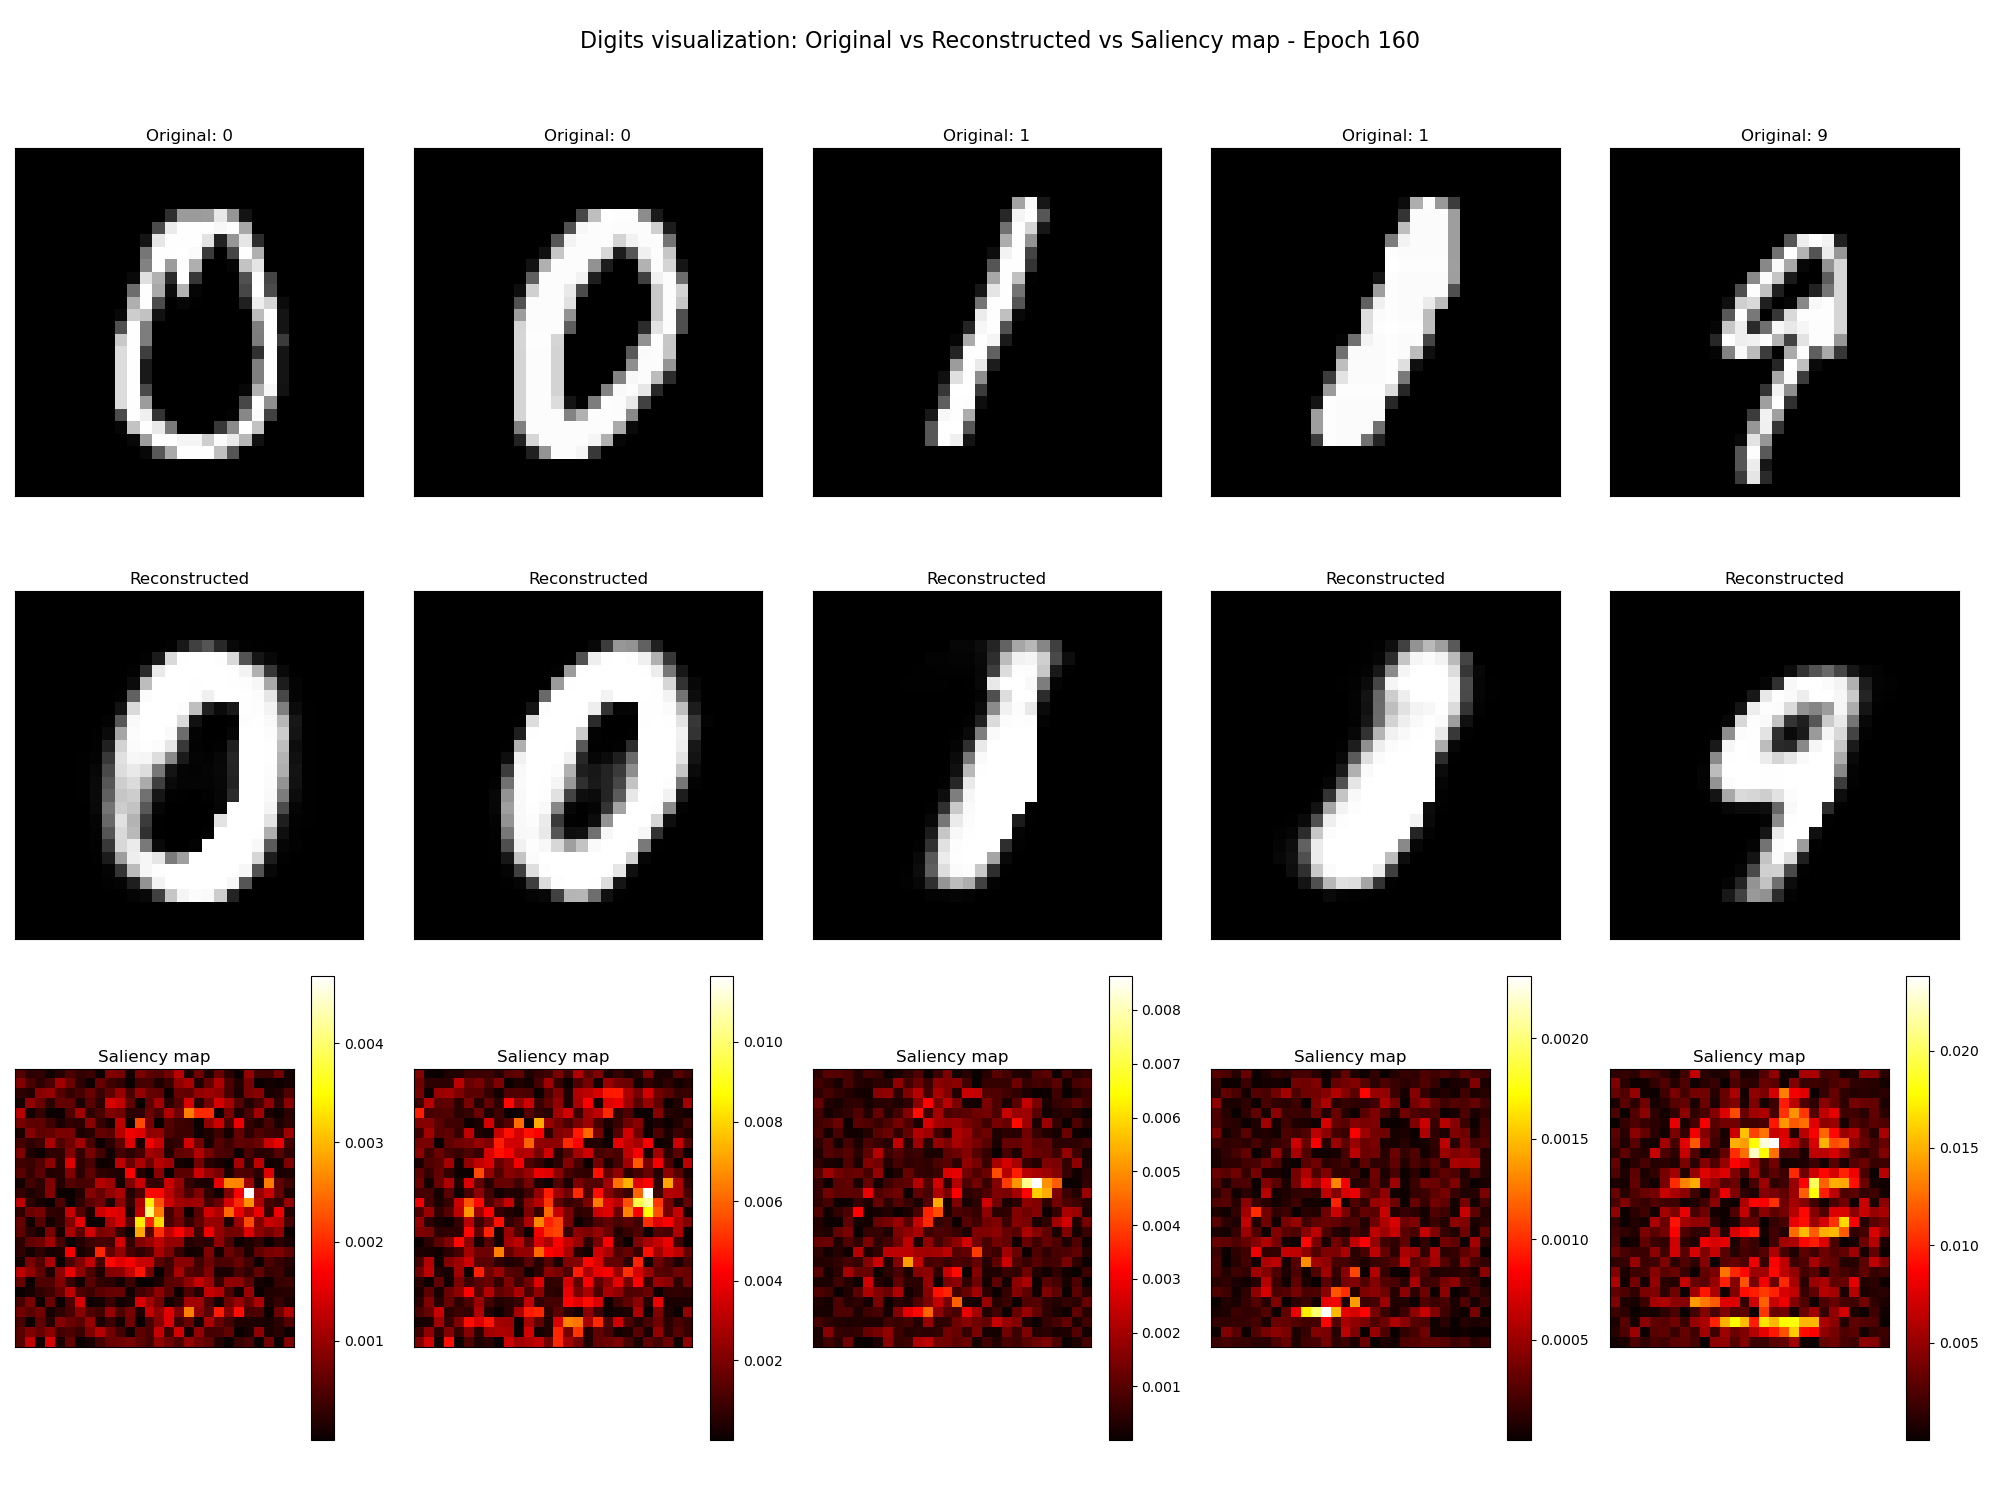 Digits visualization: Original vs Reconstructed vs Saliency map - Epoch 160
Original: 0
Original: 0
Original: 1
Original: 1
Original: 9
Reconstructed
Reconstructed
Reconstructed
Reconstructed
Reconstructed
Saliency map
0.004
0.003
0.002
0.001
Saliency map
0.010
0.008
0.006
0.004
0.002
Saliency map
0.008
0.007
0.006
0.005
0.004
0.003
0.002
0.001
Saliency map
0.0020
0.0015
0.0010
0.0005
Saliency map
0.020
0.015
0.010
0.005